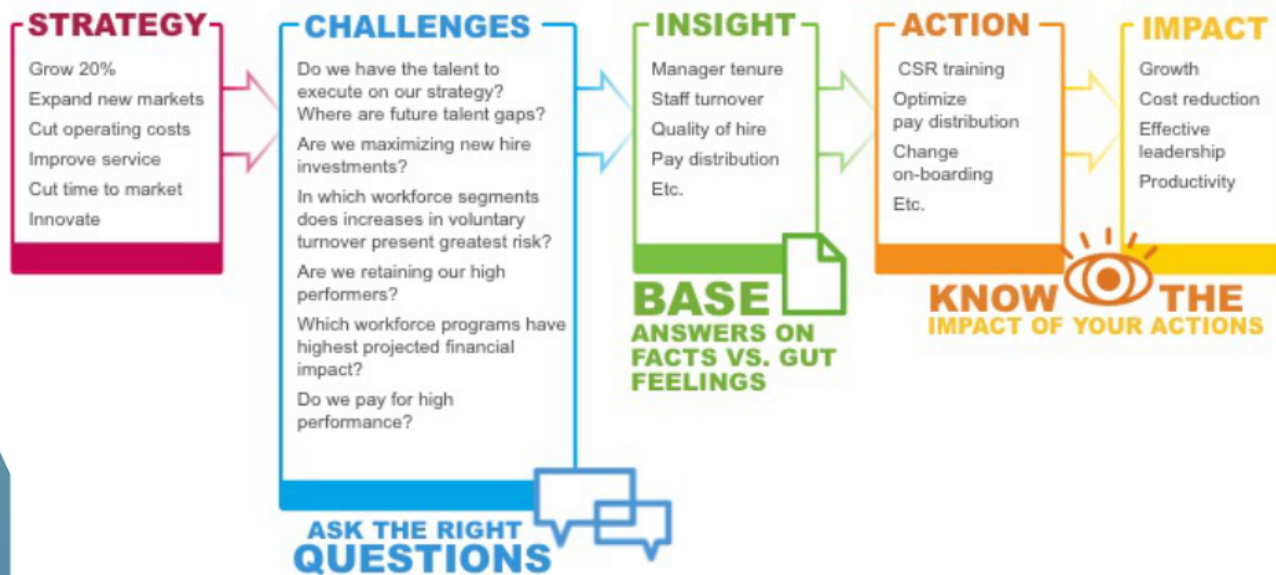 STRATEGY
Grow 20%
Expand new markets
Cut operating costs
Improve service
Cut time to market
Innovate
CHALLENGES
Do we have the talent to
execute on our strategy?
Where are future talent gaps?
Are we maximizing new hire
investments?
In which workforce segments
does increases in voluntary
turnover present greatest risk?
Are we retaining our high
performers?
Which workforce programs have
highest projected financial
impact?
Do we pay for high
performance?
ASK THE RIGHT
QUESTIONS
INSIGHT
Manager tenure
Staff turnover
Quality of hire
Pay distribution
Etc.
BASE
ANSWERS ON
FACTS VS. GUT
FEELINGS
ACTION
CSR training
Optimize
pay distribution
Change
on-boarding
Etc.
IMPACT
Growth
Cost reduction
Effective
leadership
Productivity
KNOW THE
IMPACT OF YOUR ACTIONS